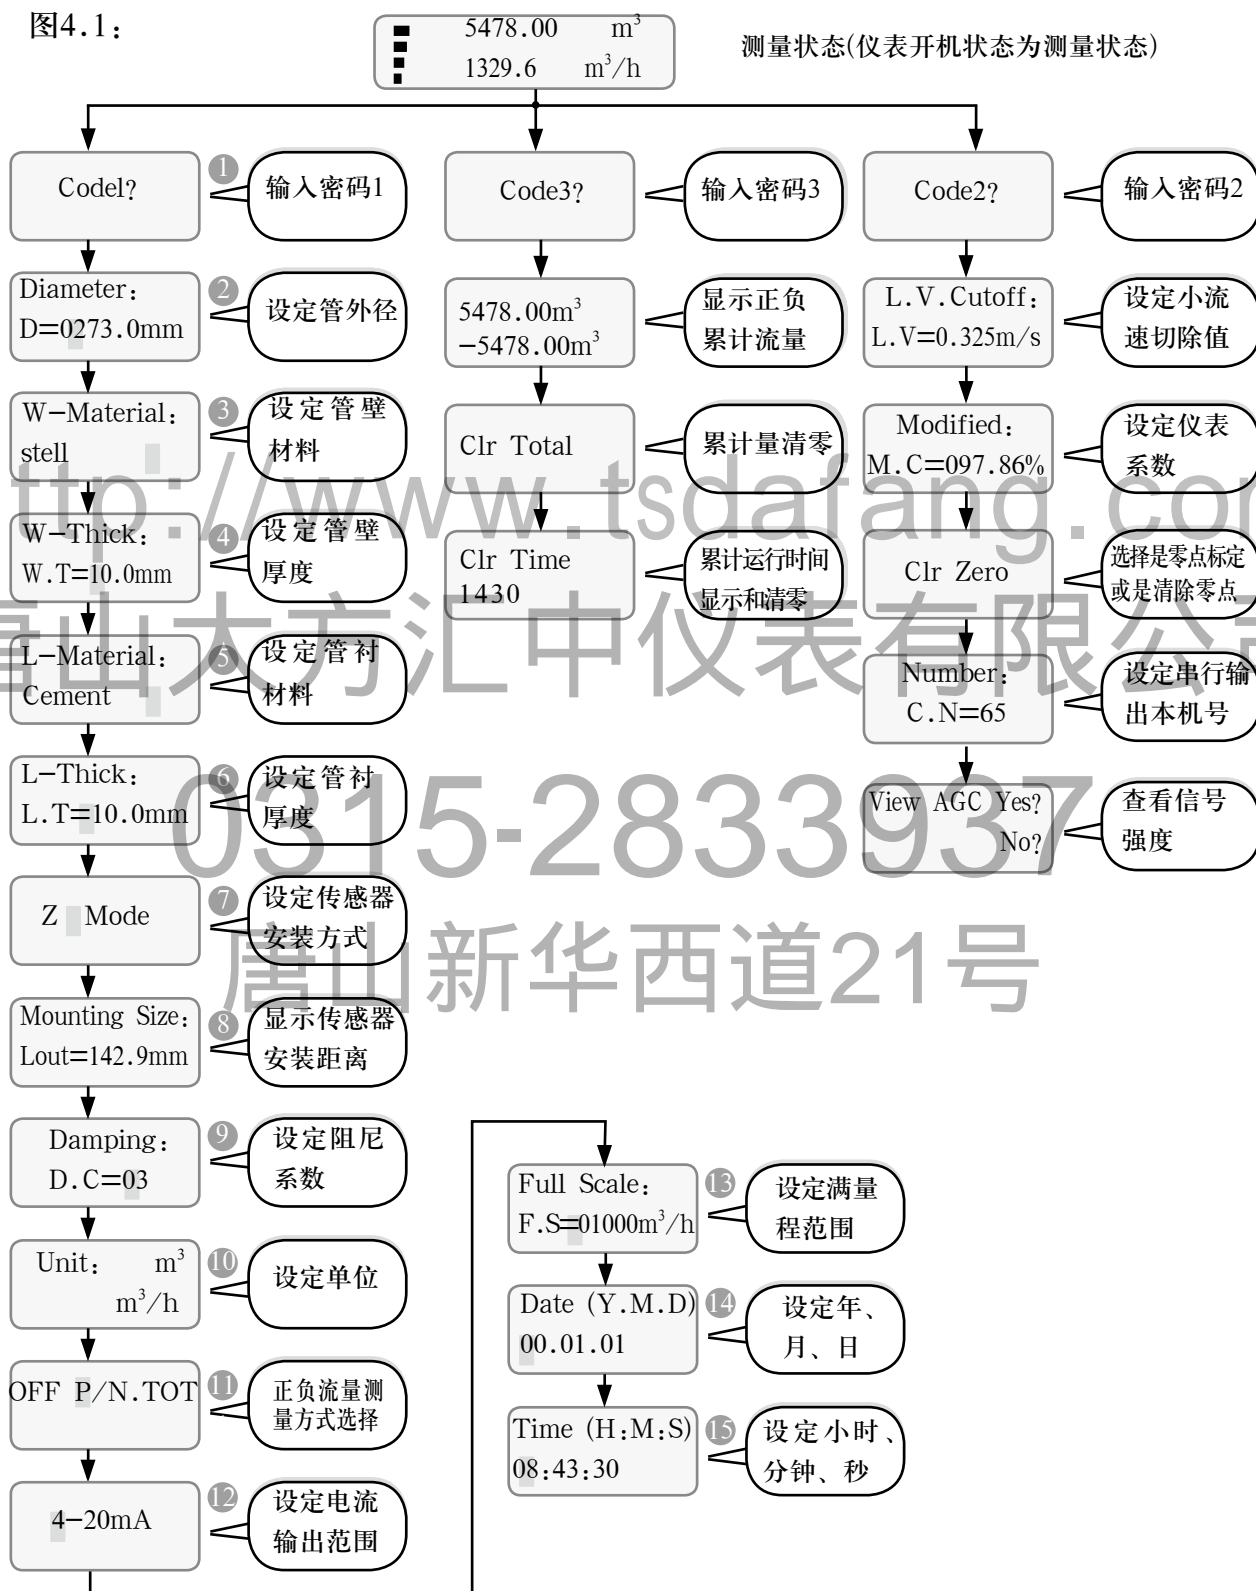 图4.1：
5478.00 m³
1329.6 m³/h
测量状态(仪表开机状态为测量状态)
Codel?
1
输入密码1
Diameter：
D=0273.0mm
2
设定管外径
W-Material：
stell
3
设定管壁
材料
W-Thick：
W.T=10.0mm
4
设定管壁
厚度
L-Material：
Cement
5
设定管衬
材料
L-Thick：
L.T=10.0mm
6
设定管衬
厚度
Z Mode
7
设定传感器
安装方式
Mounting Size：
Lout=142.9mm
8
显示传感器
安装距离
Damping：
D.C=03
9
设定阻尼
系数
Unit： m³
m³/h
10
设定单位
OFF P/N.TOT
11
正负流量测
量方式选择
4-20mA
12
设定电流
输出范围
Code3?
输入密码3
5478.00m³
-5478.00m³
显示正负
累计流量
Clr Total
累计量清零
Clr Time
1430
累计运行时间
显示和清零
Code2?
输入密码2
L.V.Cutoff：
L.V=0.325m/s
设定小流
速切除值
Modified：
M.C=097.86%
设定仪表
系数
Clr Zero
选择是零点标定
或是清除零点
Number：
C.N=65
设定串行输
出本机号
View AGC Yes?
No?
查看信号
强度
Full Scale：
F.S=01000m³/h
13
设定满量
程范围
Date (Y.M.D)
00.01.01
14
设定年、
月、日
Time (H:M:S)
08:43:30
15
设定小时、
分钟、秒
ttp://www.tsdafang.com
唐山大方汇中仪表有限公司
0315-2833937
唐山新华西道21号